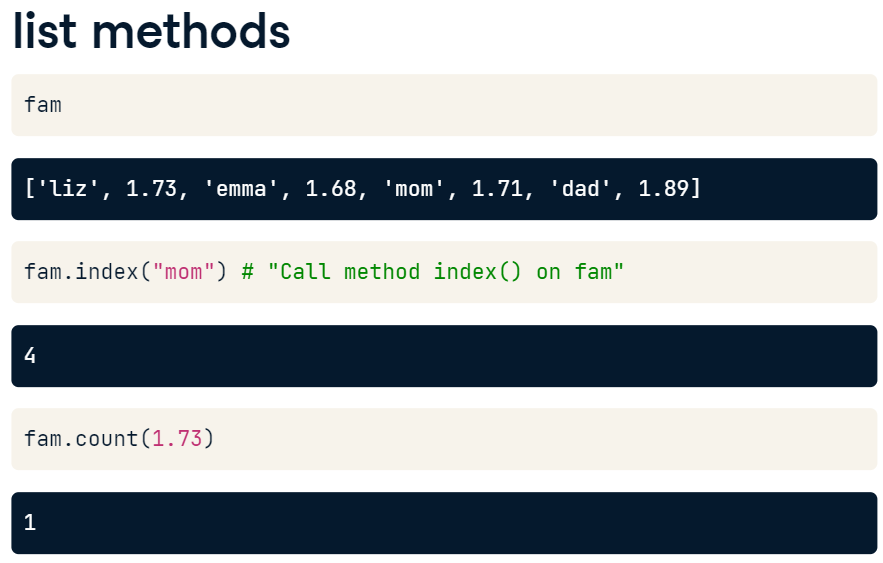 list methods
fam
['liz', 1.73, 'emma', 1.68, 'mom', 1.71, 'dad', 1.89]
fam.index("mom") # "Call method index() on fam"
4
fam.count(1.73)
1